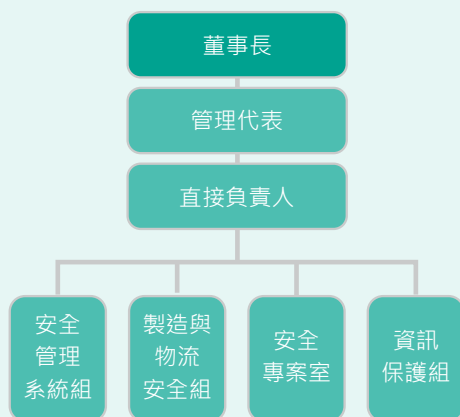 董事長
管理代表
直接負責人
安全
管理
系統組
製造與
物流
安全組
安全
專案室
資訊
保護組